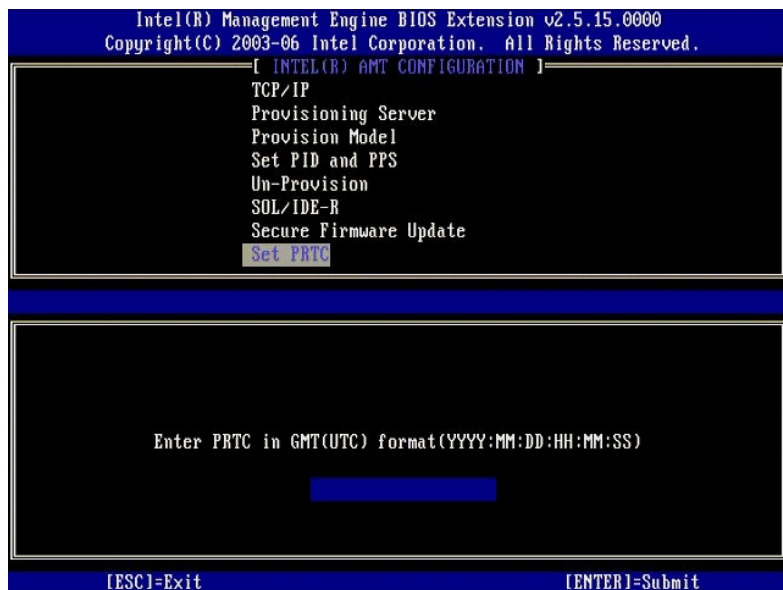 Intel(R) Management Engine BIOS Extension v2.5.15.0000
Copyright(C) 2003-06 Intel Corporation. All Rights Reserved.
[ INTEL(R) AMT CONFIGURATION ]
TCP/IP
Provisioning Server
Provision Model
Set PID and PPS
Un-Provision
SOL/IDE-R
Secure Firmware Update
Set PRTC
Enter PRTC in GMT(UTC) format(YYYY:MM:DD:HH:MM:SS)
[ESC]=Exit [ENTER]=Submit